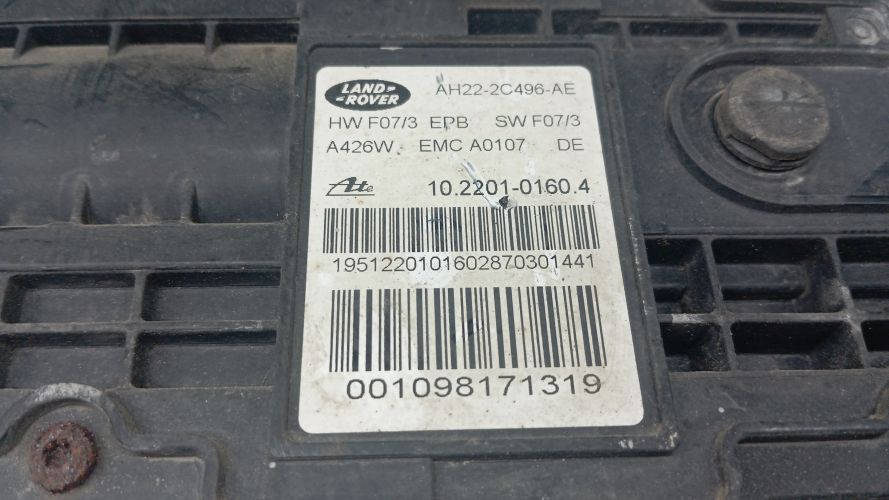 LAND-
-ROVER
AH22-2C496-AE
HW F07/3 EPB SW F07/3
A426W EMC A0107 DE
Ate 10.2201-0160.4
1951220101602870301441
001098171319